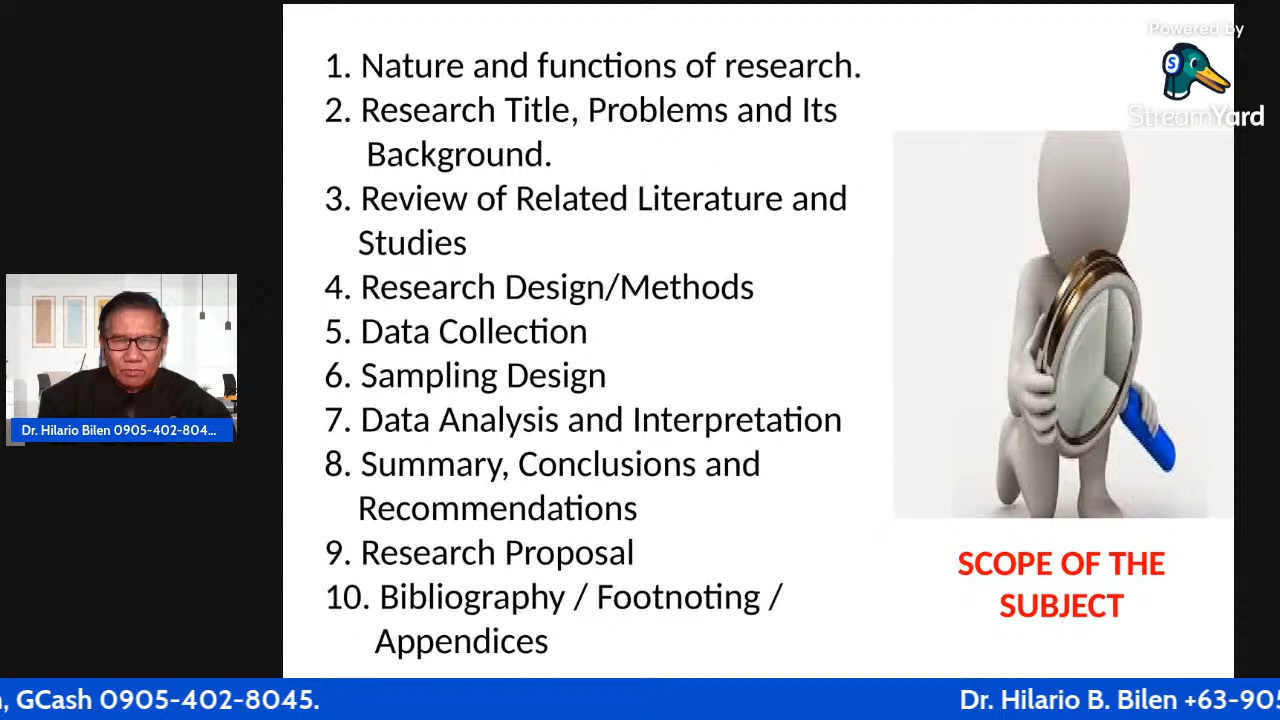 Powered by
S
StreamYard
1. Nature and functions of research.
2. Research Title, Problems and Its
Background.
3. Review of Related Literature and
Studies
4. Research Design/Methods
5. Data Collection
6. Sampling Design
7. Data Analysis and Interpretation
8. Summary, Conclusions and
Recommendations
9. Research Proposal
10. Bibliography / Footnoting /
Appendices
SCOPE OF THE
SUBJECT
Dr. Hilario Bilen 0905-402-804...
, GCash 0905-402-8045.
Dr. Hilario B. Bilen +63-905